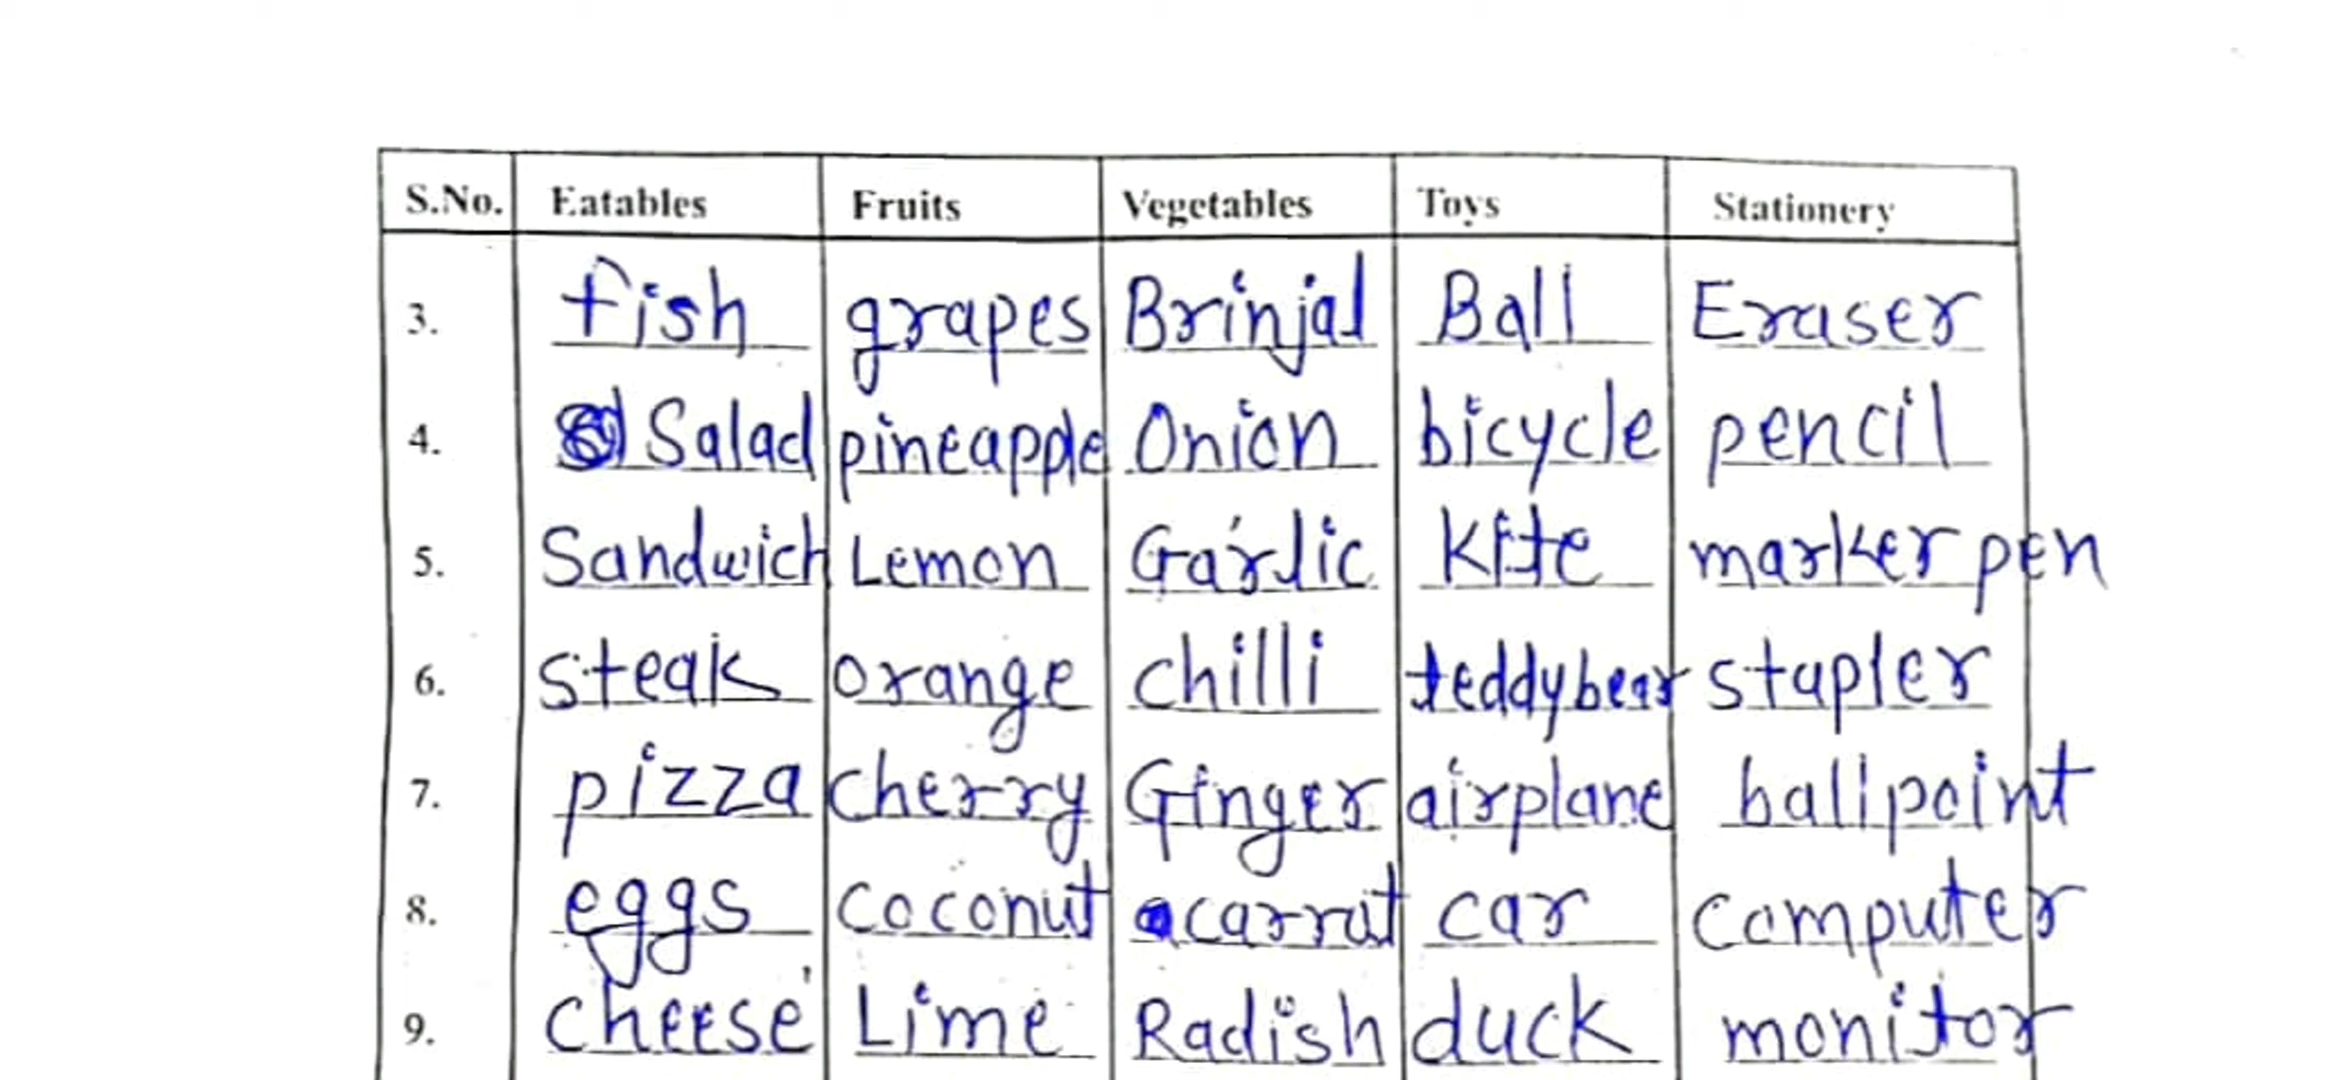 S.No. Eatables Fruits Vegetables Toys Stationery
3. fish grapes Brinjal Ball Eraser
4. Salad pineapple Onion bicycle pencil
5. Sandwich Lemon Garlic Kite marker pen
6. steak orange chilli teddybear stapler
7. pizza cherry Ginger airplane ballpoint
8. eggs coconut carrat car computer
9. cheese Lime Radish duck monitor